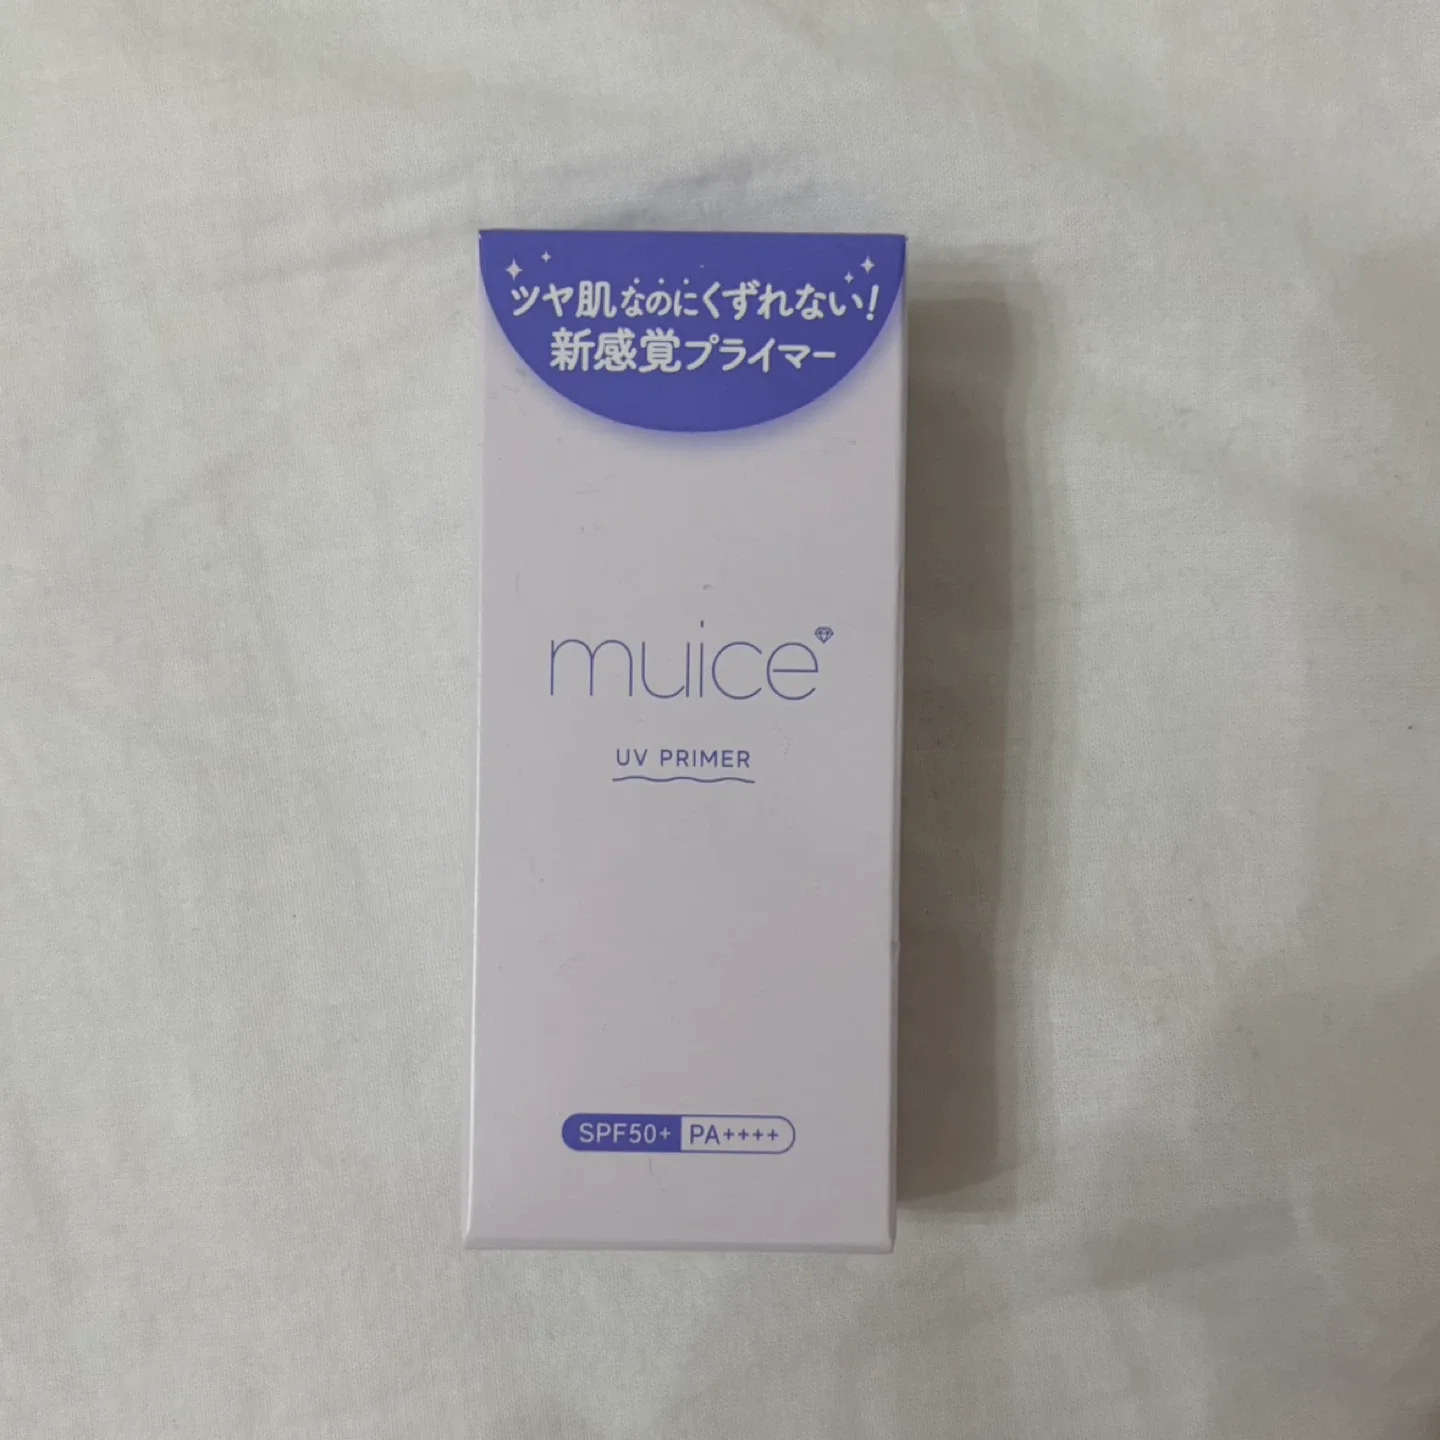 ツヤ肌なのにくずれない!
新感覚プライマー
muice
UV PRIMER
SPF50+ PA++++